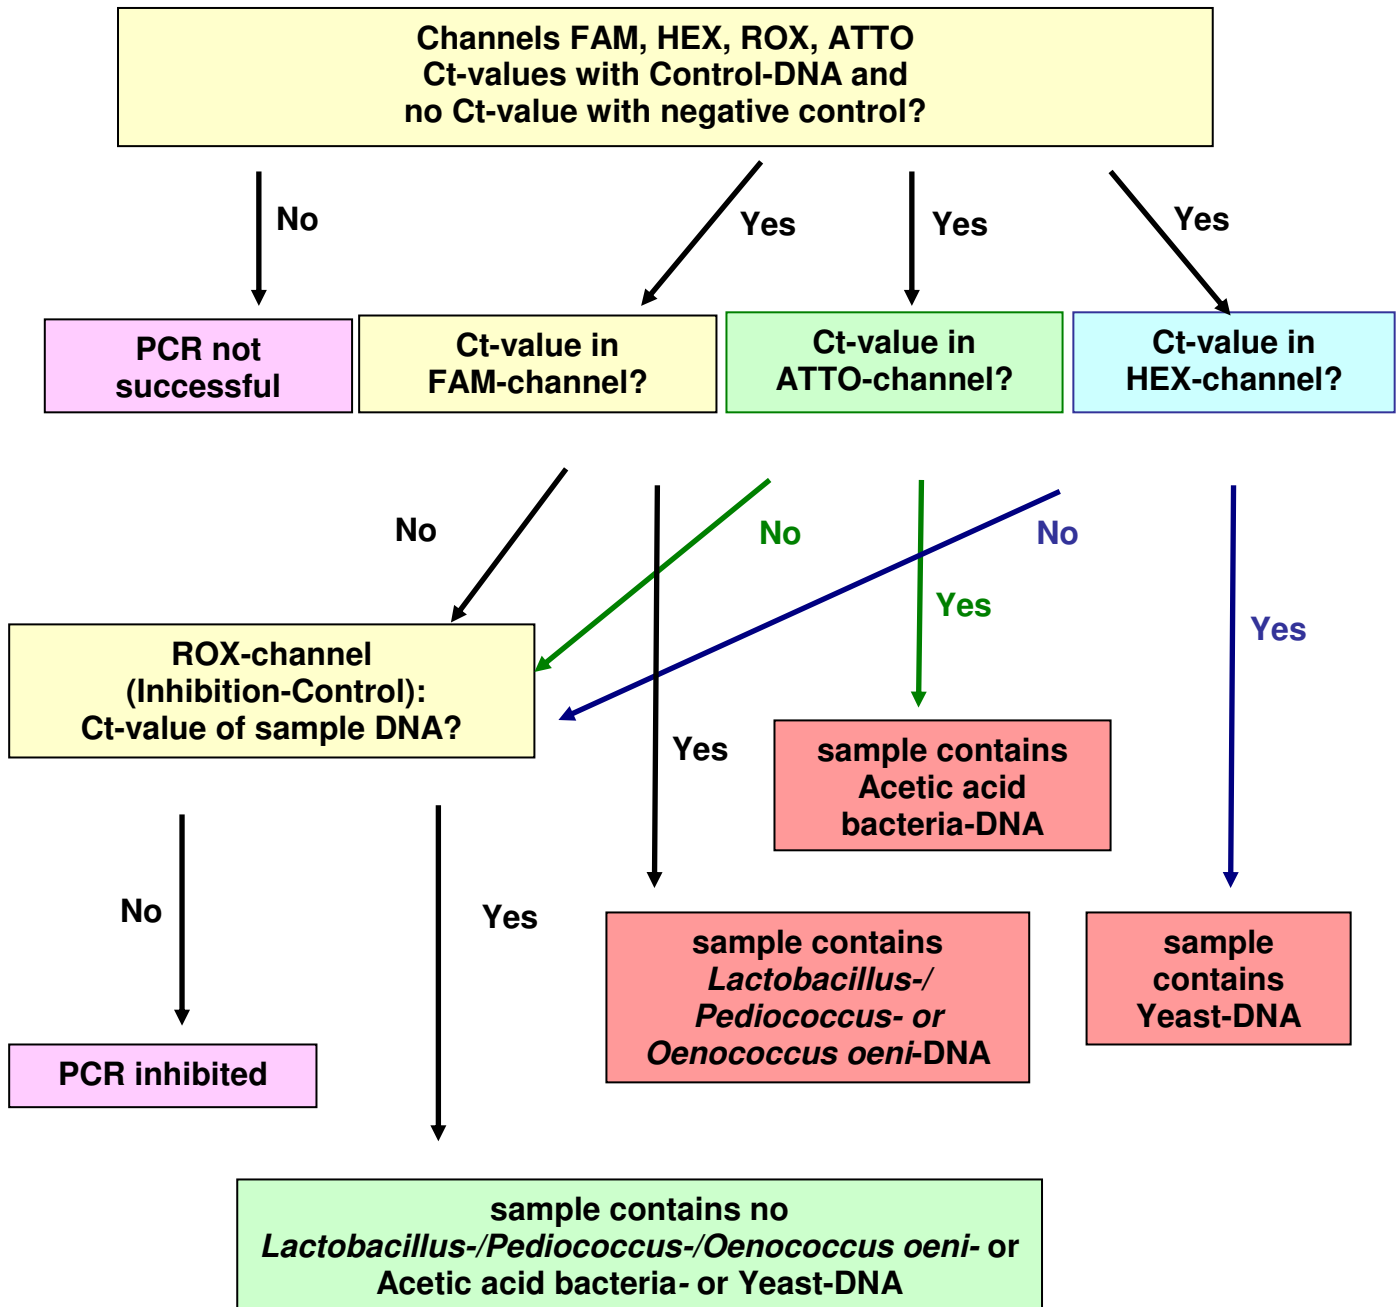 Channels FAM, HEX, ROX, ATTO
Ct-values with Control-DNA and
no Ct-value with negative control?
No
Yes
Yes
Yes
PCR not
successful
Ct-value in
FAM-channel?
Ct-value in
ATTO-channel?
Ct-value in
HEX-channel?
No
No
No
Yes
Yes
ROX-channel
(Inhibition-Control):
Ct-value of sample DNA?
Yes
sample contains
Acetic acid
bacteria-DNA
No
Yes
sample contains
Lactobacillus-/
Pediococcus- or
Oenococcus oeni-DNA
sample
contains
Yeast-DNA
PCR inhibited
sample contains no
Lactobacillus-/Pediococcus-/Oenococcus oeni- or
Acetic acid bacteria- or Yeast-DNA